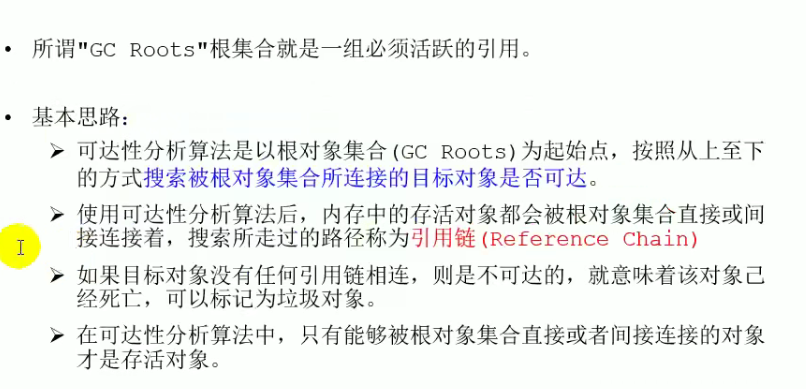 • 所谓"GC Roots"根集合就是一组必须活跃的引用。
• 基本思路：
➢ 可达性分析算法是以根对象集合(GC Roots)为起始点，按照从上至下
的方式搜索被根对象集合所连接的目标对象是否可达。
➢ 使用可达性分析算法后，内存中的存活对象都会被根对象集合直接或间
接连接着，搜索所走过的路径称为引用链(Reference Chain)
➢ 如果目标对象没有任何引用链相连，则是不可达的，就意味着该对象己
经死亡，可以标记为垃圾对象。
➢ 在可达性分析算法中，只有能够被根对象集合直接或者间接连接的对象
才是存活对象。